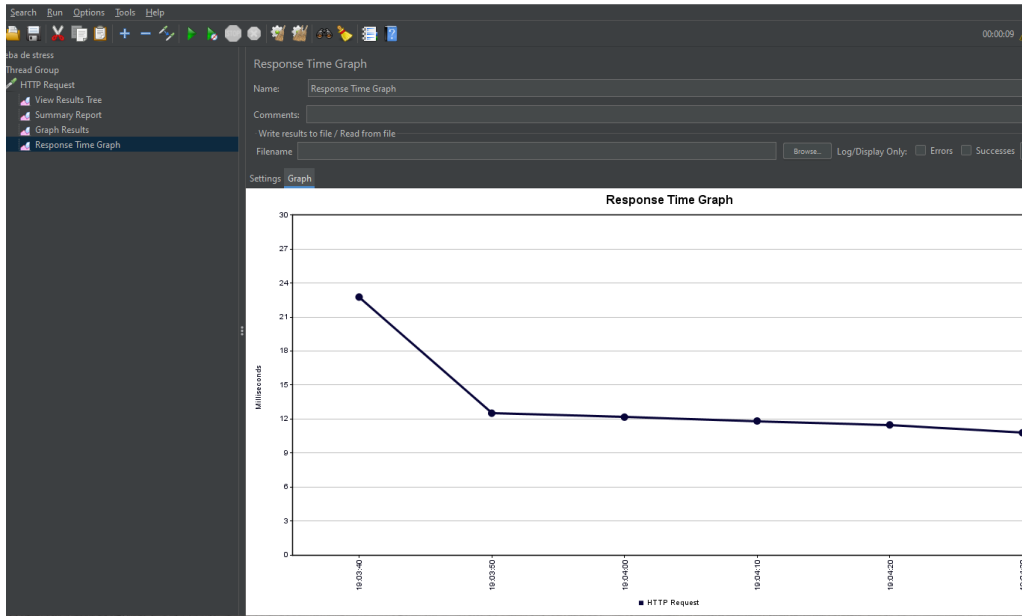 Search Run Options Tools Help
00:00:09
eba de stress
Thread Group
HTTP Request
View Results Tree
Summary Report
Graph Results
Response Time Graph
Response Time Graph
Name: Response Time Graph
Comments:
Write results to file / Read from file
Filename Browse... Log/Display Only: Errors Successes
Settings Graph
Response Time Graph
30
27
24
21
18
15
12
9
6
3
0
Milliseconds
19:03:40 19:03:50 19:04:00 19:04:10 19:04:20
HTTP Request